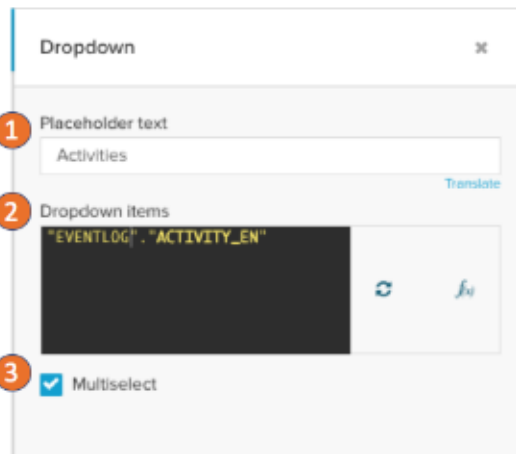 Dropdown
1 Placeholder text
Activities
Translate
2 Dropdown items
"EVENTLOG"."ACTIVITY_EN"
f(x)
3 Multiselect